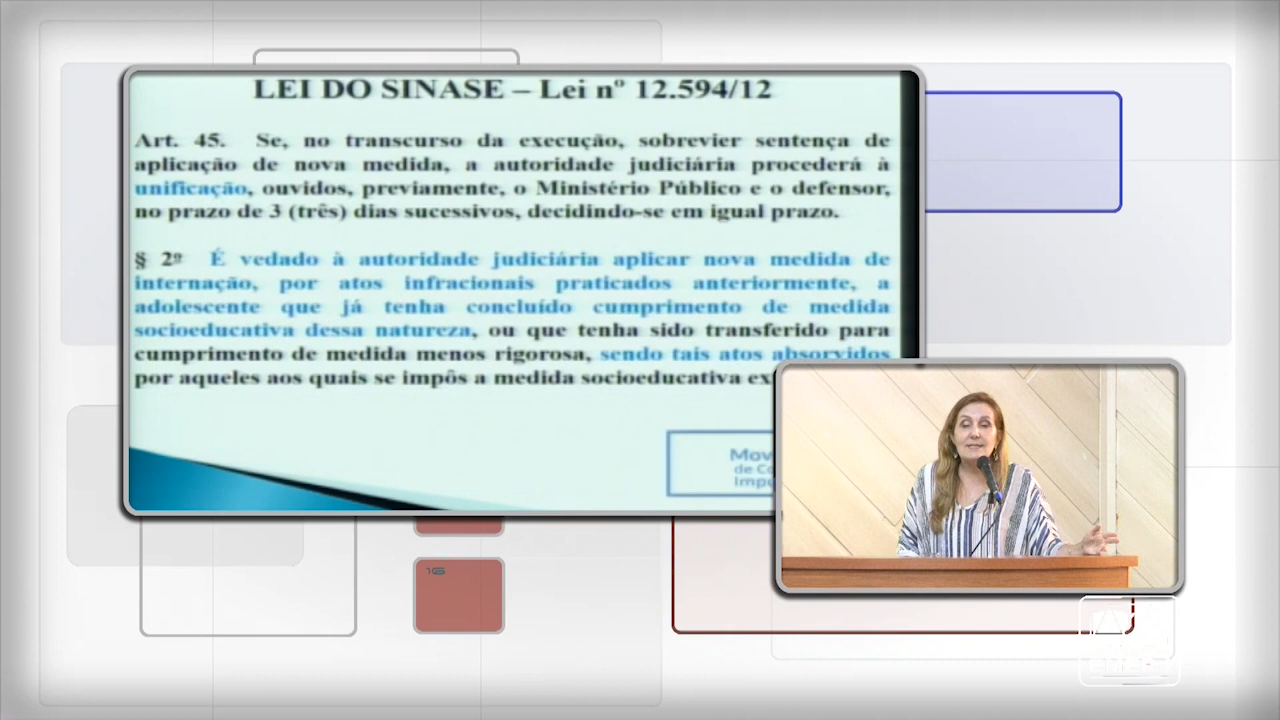 LEI DO SINASE – Lei nº 12.594/12
Art. 45. Se, no transcurso da execução, sobrevier sentença de
aplicação de nova medida, a autoridade judiciária procederá à
unificação, ouvidos, previamente, o Ministério Público e o defensor,
no prazo de 3 (três) dias sucessivos, decidindo-se em igual prazo.
§ 2º É vedado à autoridade judiciária aplicar nova medida de
internação, por atos infracionais praticados anteriormente, a
adolescente que já tenha concluído cumprimento de medida
socioeducativa dessa natureza, ou que tenha sido transferido para
cumprimento de medida menos rigorosa, sendo tais atos absorvidos
por aqueles aos quais se impôs a medida socioeducativa ex
Mov
de Co
Impe
16